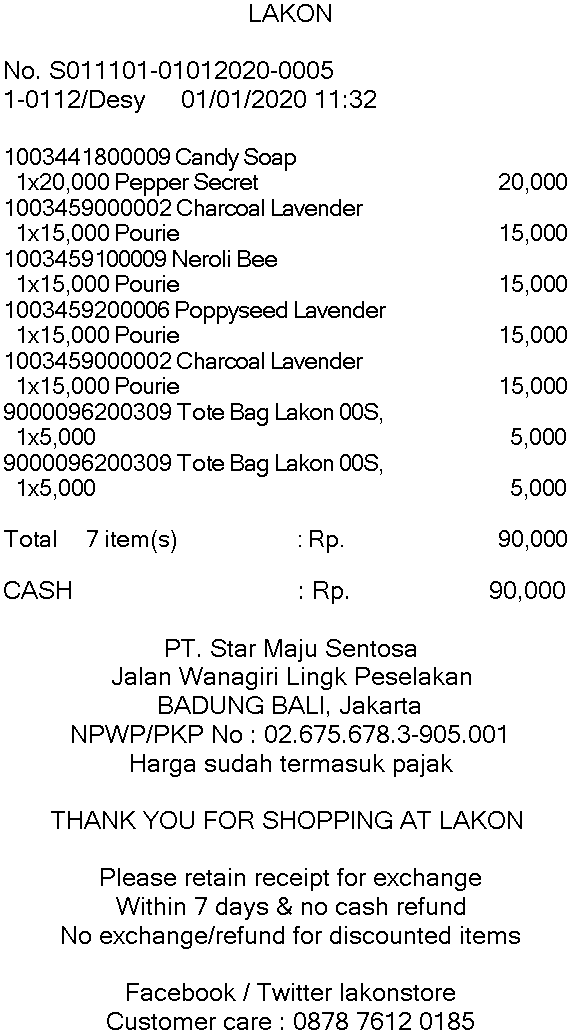 LAKON
No. S011101-01012020-0005
1-0112/Desy 01/01/2020 11:32
1003441800009 Candy Soap
1x20,000 Pepper Secret 20,000
1003459000002 Charcoal Lavender
1x15,000 Pourie 15,000
1003459100009 Neroli Bee
1x15,000 Pourie 15,000
1003459200006 Poppyseed Lavender
1x15,000 Pourie 15,000
1003459000002 Charcoal Lavender
1x15,000 Pourie 15,000
9000096200309 Tote Bag Lakon 00S,
1x5,000 5,000
9000096200309 Tote Bag Lakon 00S,
1x5,000 5,000
Total 7 item(s) : Rp. 90,000
CASH : Rp. 90,000
PT. Star Maju Sentosa
Jalan Wanagiri Lingk Peselakan
BADUNG BALI, Jakarta
NPWP/PKP No : 02.675.678.3-905.001
Harga sudah termasuk pajak
THANK YOU FOR SHOPPING AT LAKON
Please retain receipt for exchange
Within 7 days & no cash refund
No exchange/refund for discounted items
Facebook / Twitter lakonstore
Customer care : 0878 7612 0185